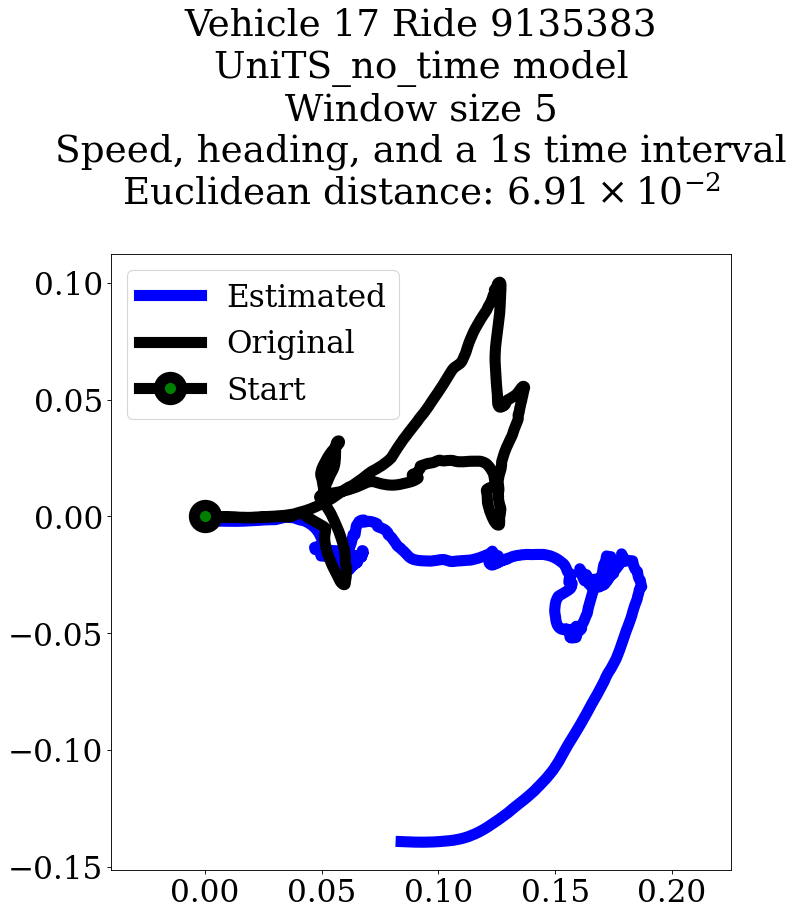 Vehicle 17 Ride 9135383
UniTS_no_time model
Window size 5
Speed, heading, and a 1s time interval
Euclidean distance: 6.91 × 10⁻²
Estimated
Original
Start
0.10
0.05
0.00
−0.05
−0.10
−0.15
0.00 0.05 0.10 0.15 0.20